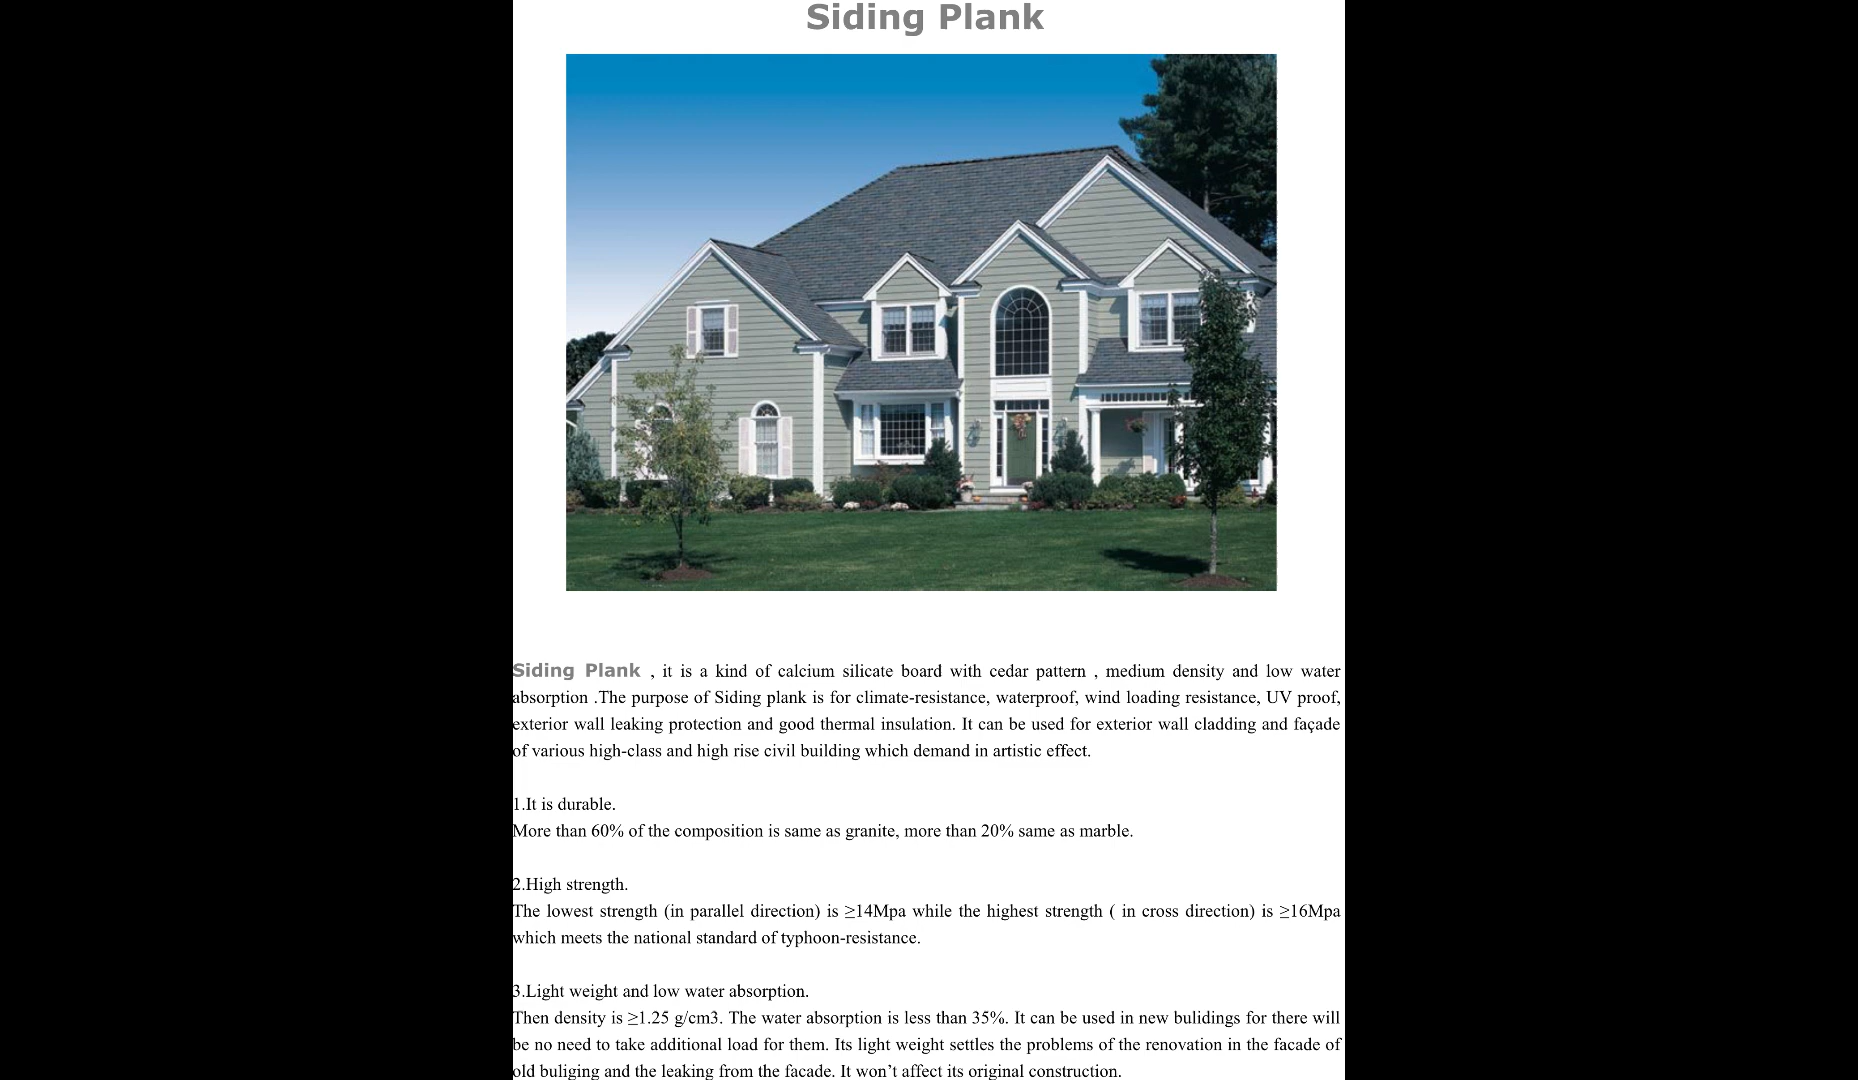 Siding Plank
Siding Plank , it is a kind of calcium silicate board with cedar pattern , medium density and low water
absorption .The purpose of Siding plank is for climate-resistance, waterproof, wind loading resistance, UV proof,
exterior wall leaking protection and good thermal insulation. It can be used for exterior wall cladding and façade
of various high-class and high rise civil building which demand in artistic effect.
1.It is durable.
More than 60% of the composition is same as granite, more than 20% same as marble.
2.High strength.
The lowest strength (in parallel direction) is ≥14Mpa while the highest strength ( in cross direction) is ≥16Mpa
which meets the national standard of typhoon-resistance.
3.Light weight and low water absorption.
Then density is ≥1.25 g/cm3. The water absorption is less than 35%. It can be used in new bulidings for there will
be no need to take additional load for them. Its light weight settles the problems of the renovation in the facade of
old buliging and the leaking from the facade. It won’t affect its original construction.